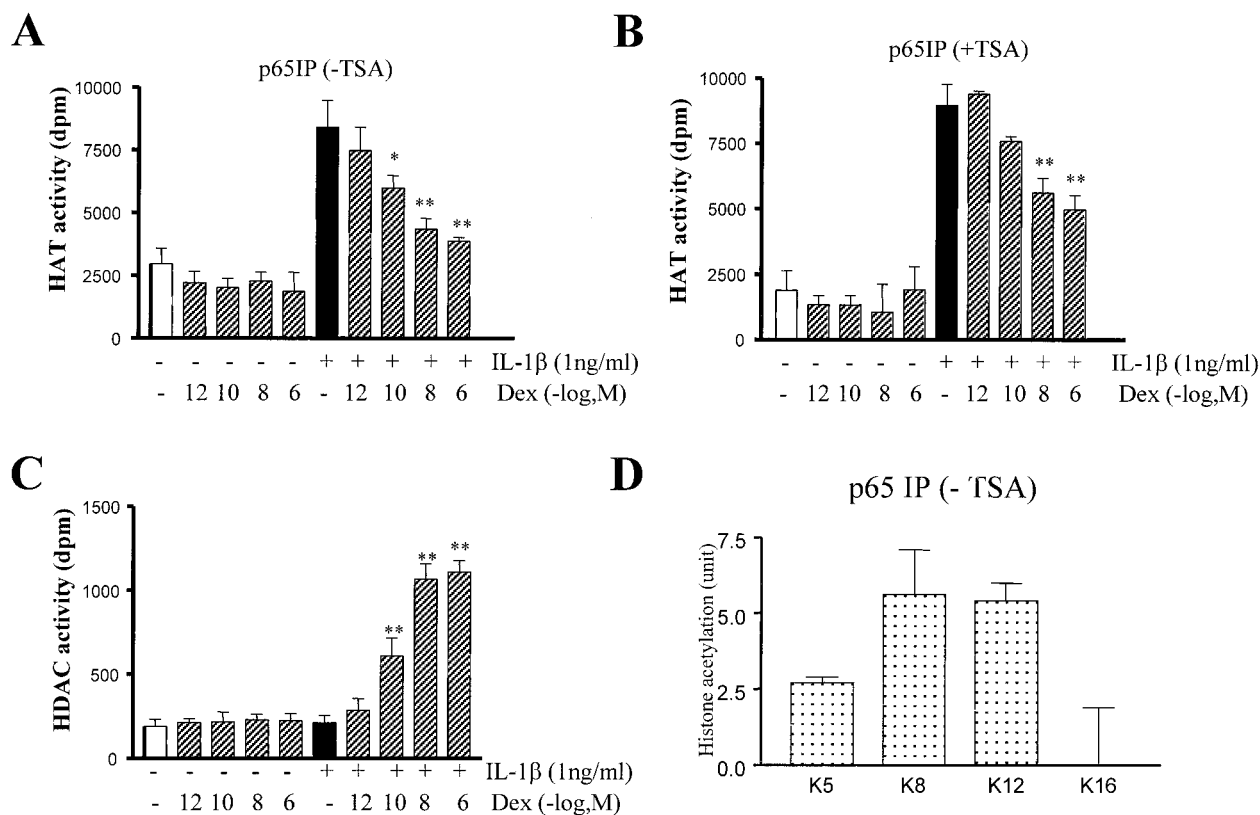 A
p65IP (-TSA)
HAT activity (dpm)
10000
7500
5000
2500
0
* ** **
- - - - - + + + + + IL-1β (1ng/ml)
- 12 10 8 6 - 12 10 8 6 Dex (-log,M)
B
p65IP (+TSA)
HAT activity (dpm)
10000
7500
5000
2500
0
** **
- - - - - + + + + + IL-1β (1ng/ml)
- 12 10 8 6 - 12 10 8 6 Dex (-log,M)
C
HDAC activity (dpm)
1500
1000
500
0
** ** **
- - - - - + + + + + IL-1β (1ng/ml)
- 12 10 8 6 - 12 10 8 6 Dex (-log,M)
D
p65 IP (- TSA)
Histone acetylation (unit)
7.5
5.0
2.5
0.0
K5 K8 K12 K16